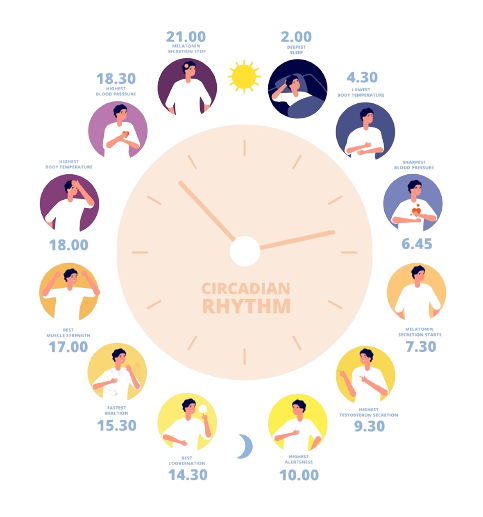 21.00
MELATONIN
SECRETION STOP
2.00
DEEPEST
SLEEP
18.30
HIGHEST
BLOOD PRESSURE
4.30
LOWEST
BODY TEMPERATURE
HIGHEST
BODY TEMPERATURE
18.00
SHARPEST
BLOOD PRESSURE
6.45
CIRCADIAN
RHYTHM
BEST
MUSCLE STRENGTH
17.00
MELATONIN
SECRETION STARTS
7.30
FASTEST
REACTION
15.30
HIGHEST
TESTOSTERON SECRETION
9.30
BEST
COORDINATION
14.30
HIGHEST
ALERTNESS
10.00